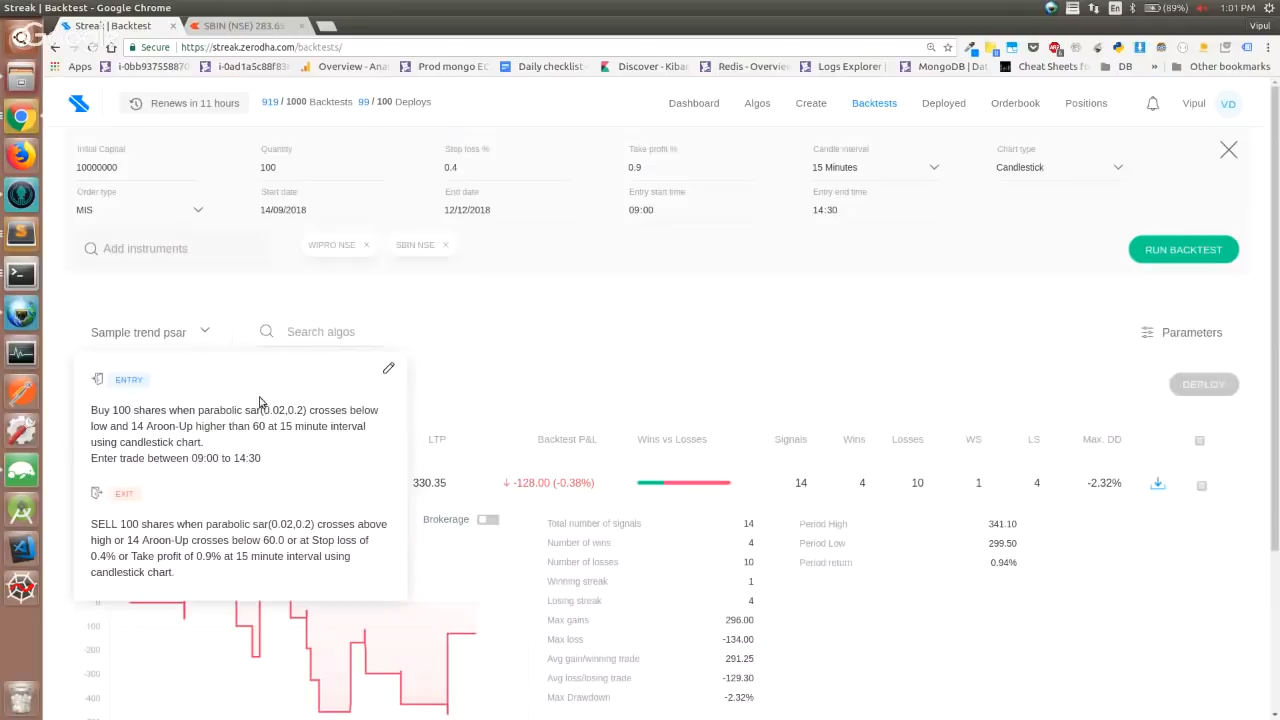 Streak | Backtest - Google Chrome
(89%)
1:01 PM
Streak | Backtest
SBIN (NSE) 283.6
Vipul
Secure https://streak.zerodha.com/backtests/
Apps
i-0bb937558870
i-0ad1a5c88f83
Overview - Anal
Prod mongo EC
Daily checklist-
Discover - Kiba
Redis - Overvie
Logs Explorer
MongoDB | Dat
Cheat Sheets fo
DB
»
Other bookmarks
Renews in 11 hours
919 / 1000 Backtests 99 / 100 Deploys
Dashboard
Algos
Create
Backtests
Deployed
Orderbook
Positions
Vipul
VD
Initial Capital
Quantity
Stop loss %
Take profit %
Candle interval
Chart type
10000000
100
0.4
0.9
15 Minutes
Candlestick
Order type
Start date
End date
Entry start time
Entry end time
MIS
14/09/2018
12/12/2018
09:00
14:30
Add instruments
WIPRO NSE ×
SBIN NSE ×
RUN BACKTEST
Sample trend psar
Search algos
Parameters
ENTRY
DEPLOY
Buy 100 shares when parabolic sar(0.02,0.2) crosses below
low and 14 Aroon-Up higher than 60 at 15 minute interval
using candlestick chart.
Enter trade between 09:00 to 14:30
EXIT
SELL 100 shares when parabolic sar(0.02,0.2) crosses above
high or 14 Aroon-Up crosses below 60.0 or at Stop loss of
0.4% or Take profit of 0.9% at 15 minute interval using
candlestick chart.
LTP
Backtest P&L
Wins vs Losses
Signals
Wins
Losses
WS
LS
Max. DD
330.35
↓ -128.00 (-0.38%)
14
4
10
1
4
-2.32%
Brokerage
Total number of signals 14
Number of wins 4
Number of losses 10
Winning streak 1
Losing streak 4
Max gains 296.00
Max loss -134.00
Avg gain/winning trade 291.25
Avg loss/losing trade -129.30
Max Drawdown -2.32%
Period High 341.10
Period Low 299.50
Period return 0.94%
0
-100
-200
-300
-400